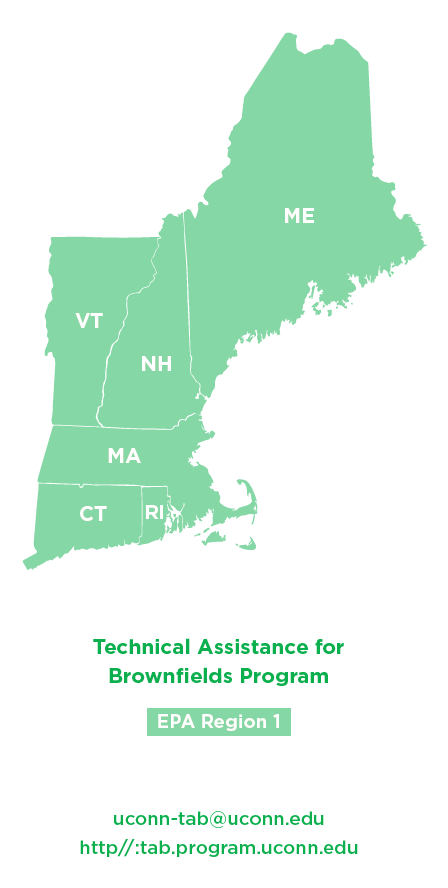 ME
VT
NH
MA
CT
RI
Technical Assistance for
Brownfields Program
EPA Region 1
uconn-tab@uconn.edu
http//:tab.program.uconn.edu